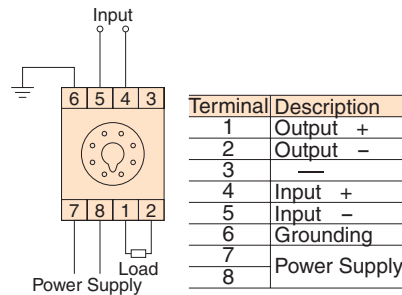 Input
6 5 4 3
7 8 1 2
Load
Power Supply
Terminal Description
1 Output +
2 Output −
3 —
4 Input +
5 Input −
6 Grounding
7
8 Power Supply